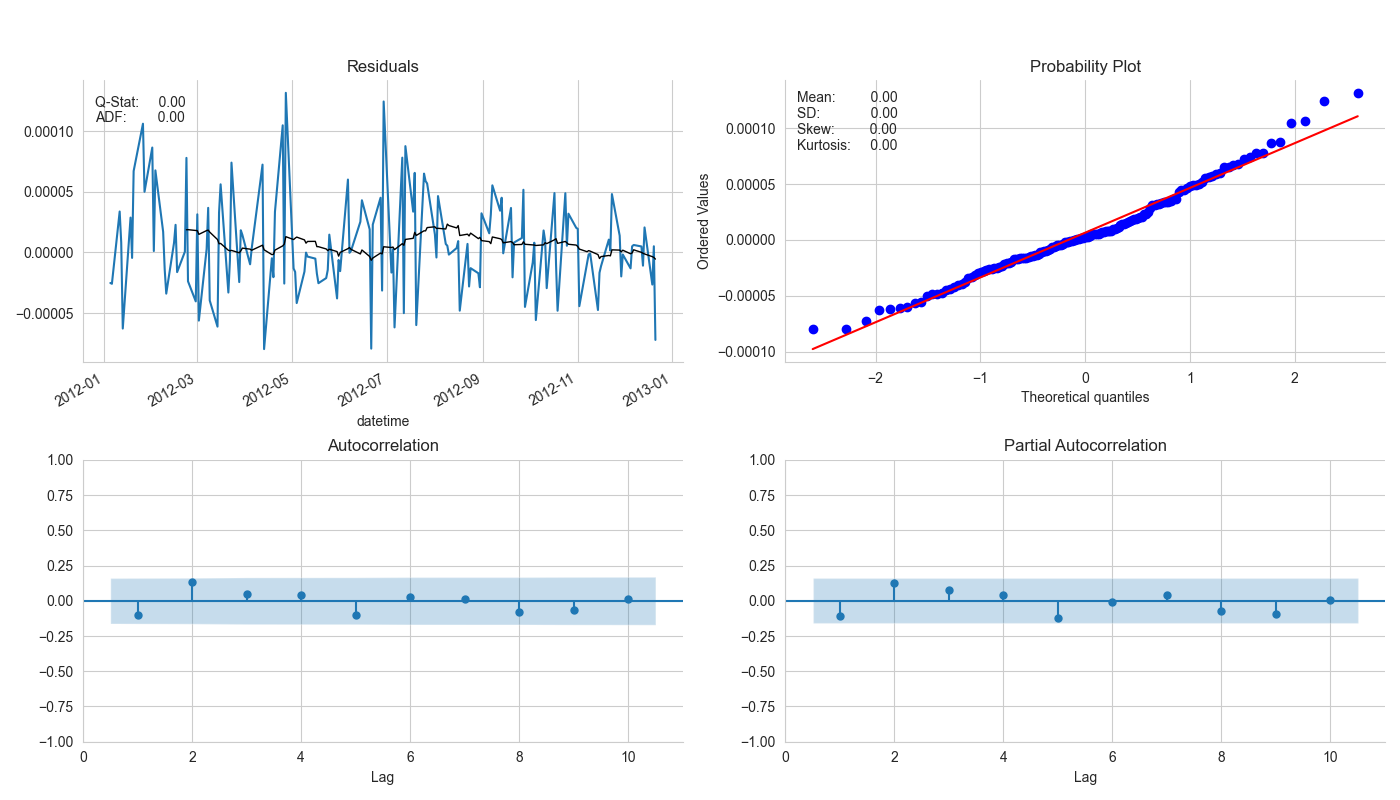 Residuals
Q-Stat: 0.00
ADF: 0.00
0.00010
0.00005
0.00000
−0.00005
2012-01
2012-03
2012-05
2012-07
2012-09
2012-11
2013-01
datetime
Probability Plot
Mean: 0.00
SD: 0.00
Skew: 0.00
Kurtosis: 0.00
Ordered Values
0.00010
0.00005
0.00000
−0.00005
−0.00010
−2 −1 0 1 2
Theoretical quantiles
Autocorrelation
1.00
0.75
0.50
0.25
0.00
−0.25
−0.50
−0.75
−1.00
0 2 4 6 8 10
Lag
Partial Autocorrelation
1.00
0.75
0.50
0.25
0.00
−0.25
−0.50
−0.75
−1.00
0 2 4 6 8 10
Lag